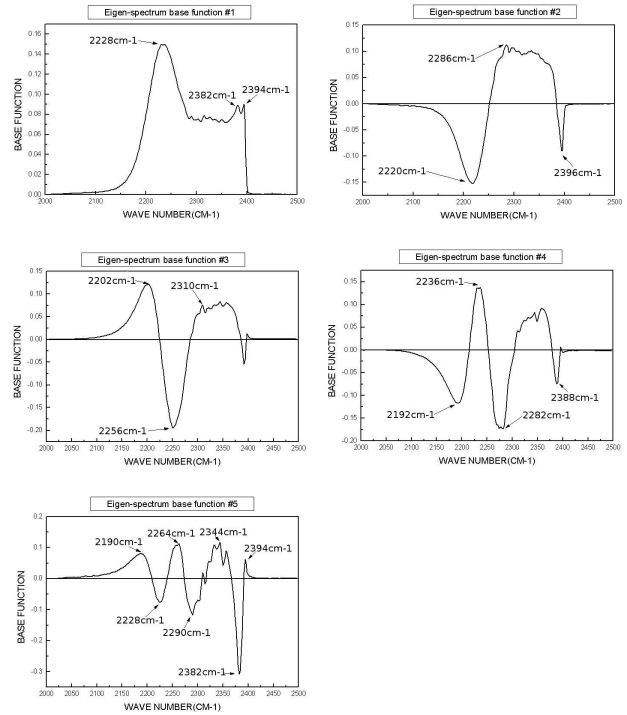 Eigen-spectrum base function #1
2228cm-1
2382cm-1
2394cm-1
0.16
0.14
0.12
0.10
0.08
0.06
0.04
0.02
0.00
BASE FUNCTION
2000 2100 2200 2300 2400 2500
WAVE NUMBER(CM-1)
Eigen-spectrum base function #2
2286cm-1
2220cm-1
2396cm-1
0.15
0.10
0.05
0.00
-0.05
-0.10
-0.15
BASE FUNCTION
2000 2100 2200 2300 2400 2500
WAVE NUMBER(CM-1)
Eigen-spectrum base function #3
2202cm-1
2310cm-1
2256cm-1
0.15
0.10
0.05
0.00
-0.05
-0.10
-0.15
-0.20
BASE FUNCTION
2000 2050 2100 2150 2200 2250 2300 2350 2400 2450 2500
WAVE NUMBER(CM-1)
Eigen-spectrum base function #4
2236cm-1
2192cm-1
2282cm-1
2388cm-1
0.15
0.10
0.05
0.00
-0.05
-0.10
-0.15
-0.20
BASE FUNCTION
2000 2050 2100 2150 2200 2250 2300 2350 2400 2450 2500
WAVE NUMBER(CM-1)
Eigen-spectrum base function #5
2190cm-1
2264cm-1
2344cm-1
2394cm-1
2228cm-1
2290cm-1
2382cm-1
0.2
0.1
0.0
-0.1
-0.2
-0.3
BASE FUNCTION
2000 2050 2100 2150 2200 2250 2300 2350 2400 2450 2500
WAVE NUMBER(CM-1)